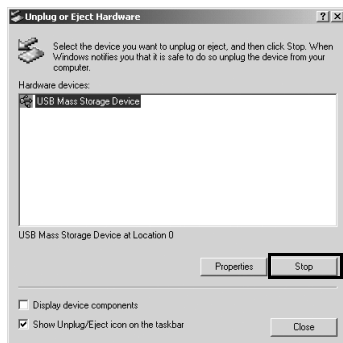 Unplug or Eject Hardware
Select the device you want to unplug or eject, and then click Stop. When
Windows notifies you that it is safe to do so unplug the device from your
computer.
Hardware devices:
USB Mass Storage Device
USB Mass Storage Device at Location 0
Properties
Stop
Display device components
Show Unplug/Eject icon on the taskbar
Close